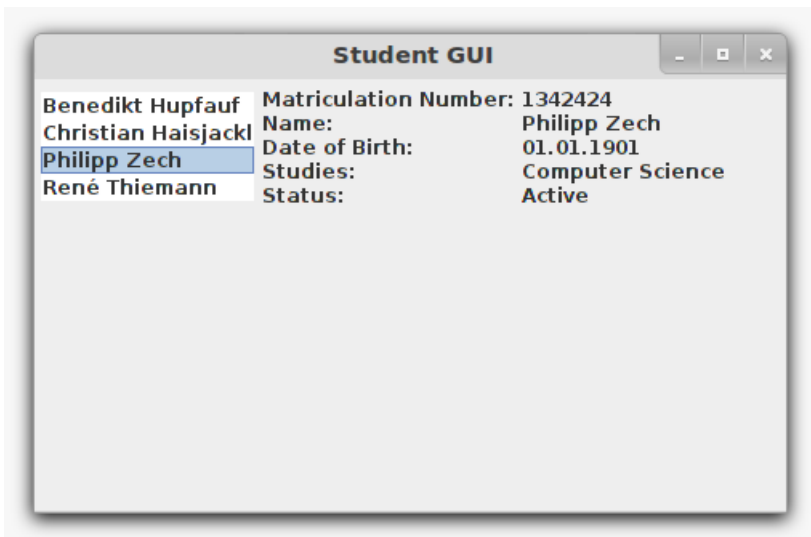 Student GUI
Benedikt Hupfauf
Christian Haisjackl
Philipp Zech
René Thiemann
Matriculation Number: 1342424
Name: Philipp Zech
Date of Birth: 01.01.1901
Studies: Computer Science
Status: Active